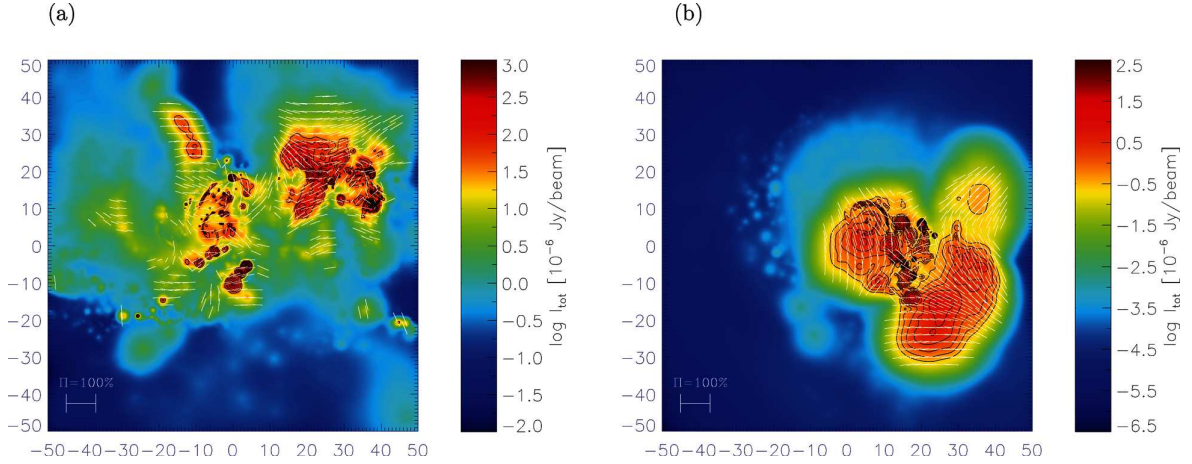 (a) (b)
50 3.0 50 2.5
40 2.5 40 1.5
30 2.0 30 0.5
20 1.5 20 −0.5
10 1.0 10 −1.5
0 0.5 0 −2.5
−10 0.0 −10 −3.5
−20 −0.5 −20 −4.5
−30 −1.0 −30 −5.5
−40 −1.5 −40 −6.5
−50 −2.0 −50
log Itot [10−6 Jy/beam] log Itot [10−6 Jy/beam]
Π=100% Π=100%
−50−40−30−20−10 0 10 20 30 40 50 −50−40−30−20−10 0 10 20 30 40 50